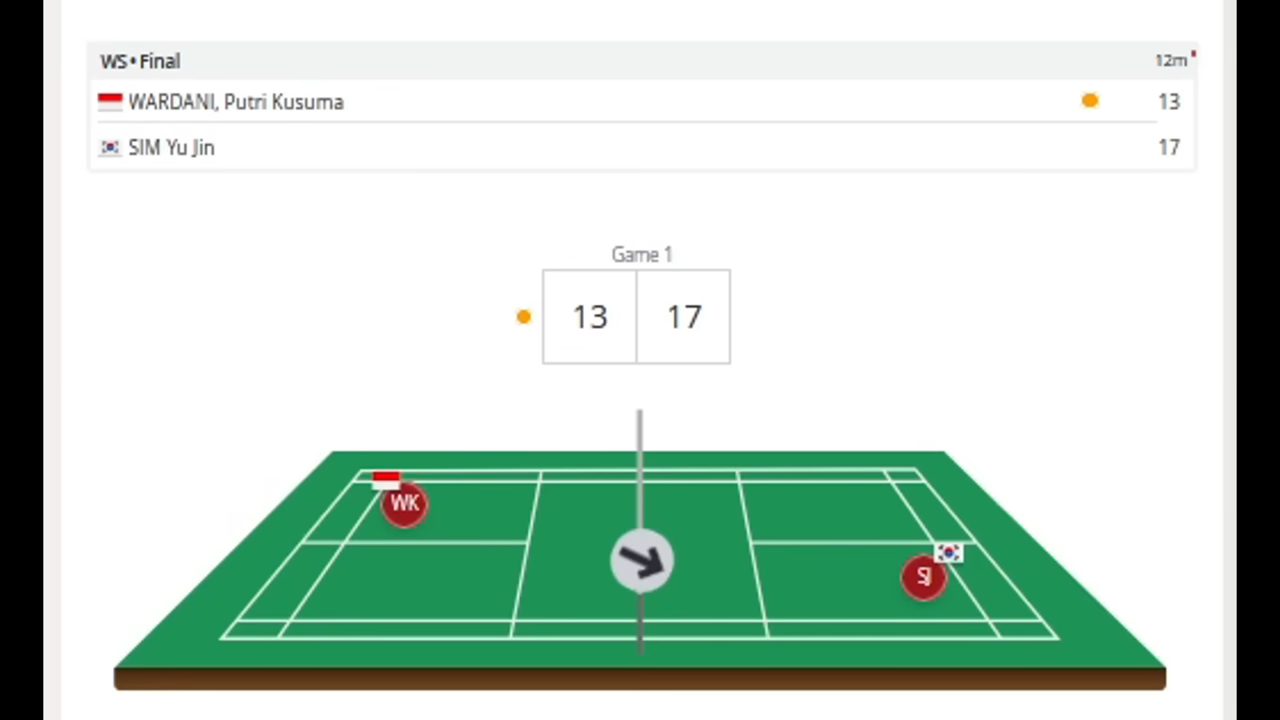 WS • Final 12m
WARDANI, Putri Kusuma 13
SIM Yu Jin 17
Game 1
13 17
WK
SJ